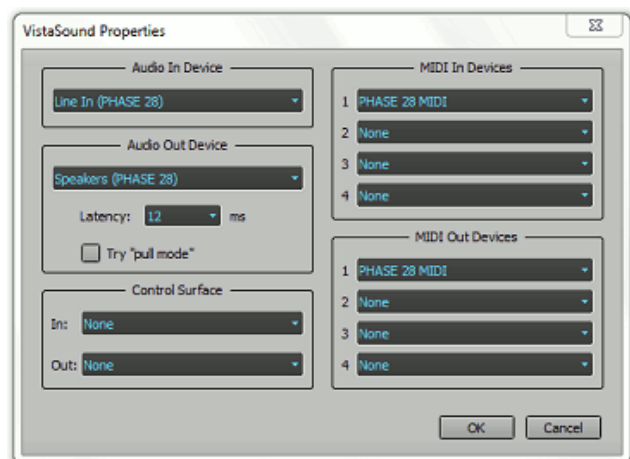 VistaSound Properties
Audio In Device
Line In (PHASE 28)
Audio Out Device
Speakers (PHASE 28)
Latency: 12 ms
Try "pull mode"
Control Surface
In: None
Out: None
MIDI In Devices
1 PHASE 28 MIDI
2 None
3 None
4 None
MIDI Out Devices
1 PHASE 28 MIDI
2 None
3 None
4 None
OK Cancel